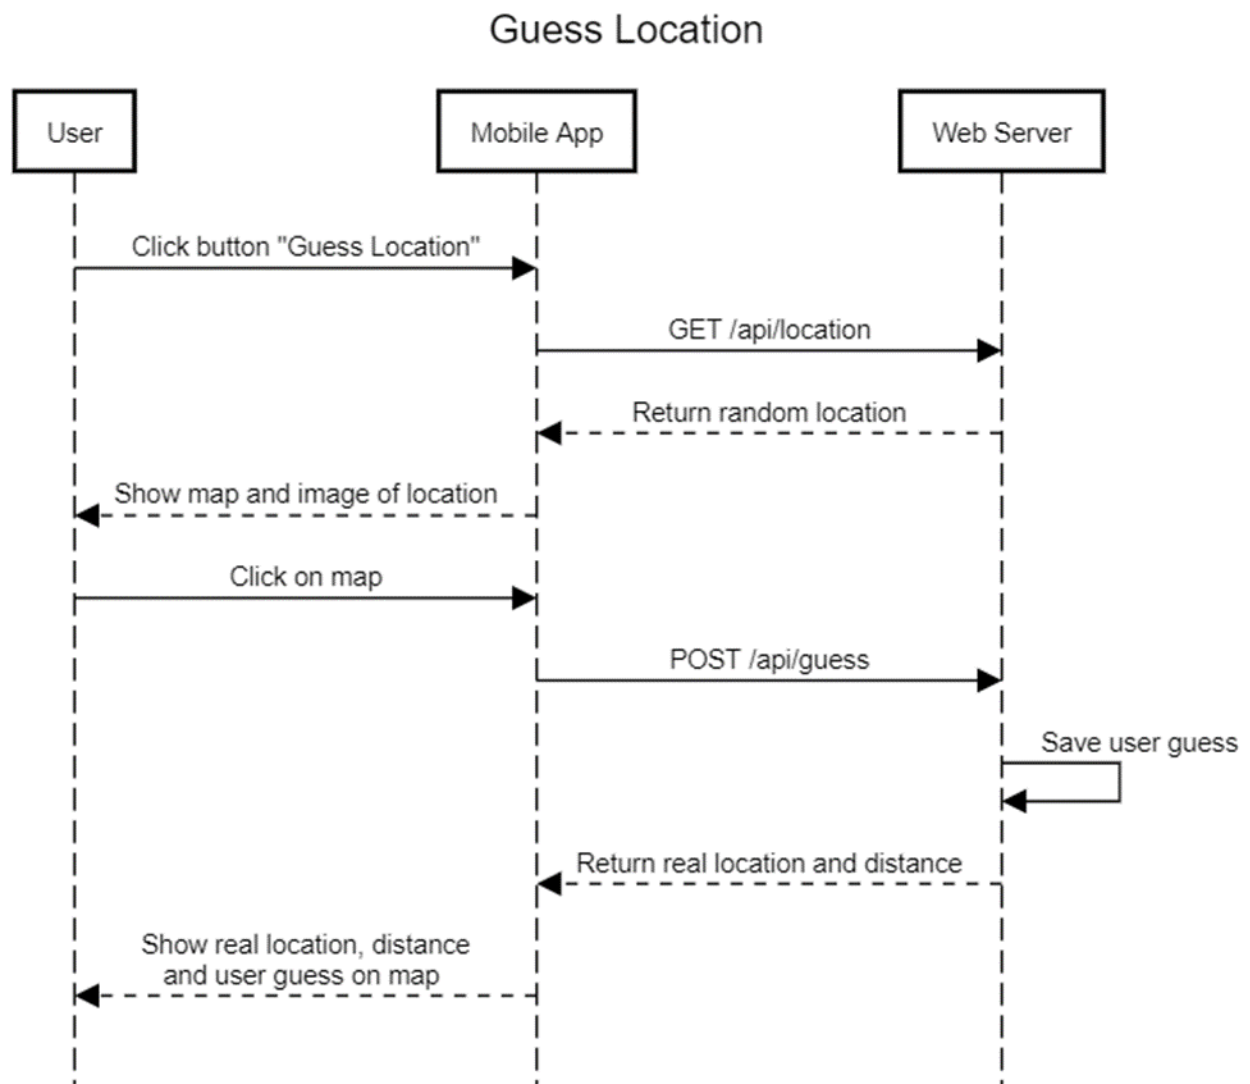 Guess Location
User
Mobile App
Web Server
Click button "Guess Location"
GET /api/location
Return random location
Show map and image of location
Click on map
POST /api/guess
Save user guess
Return real location and distance
Show real location, distance
and user guess on map